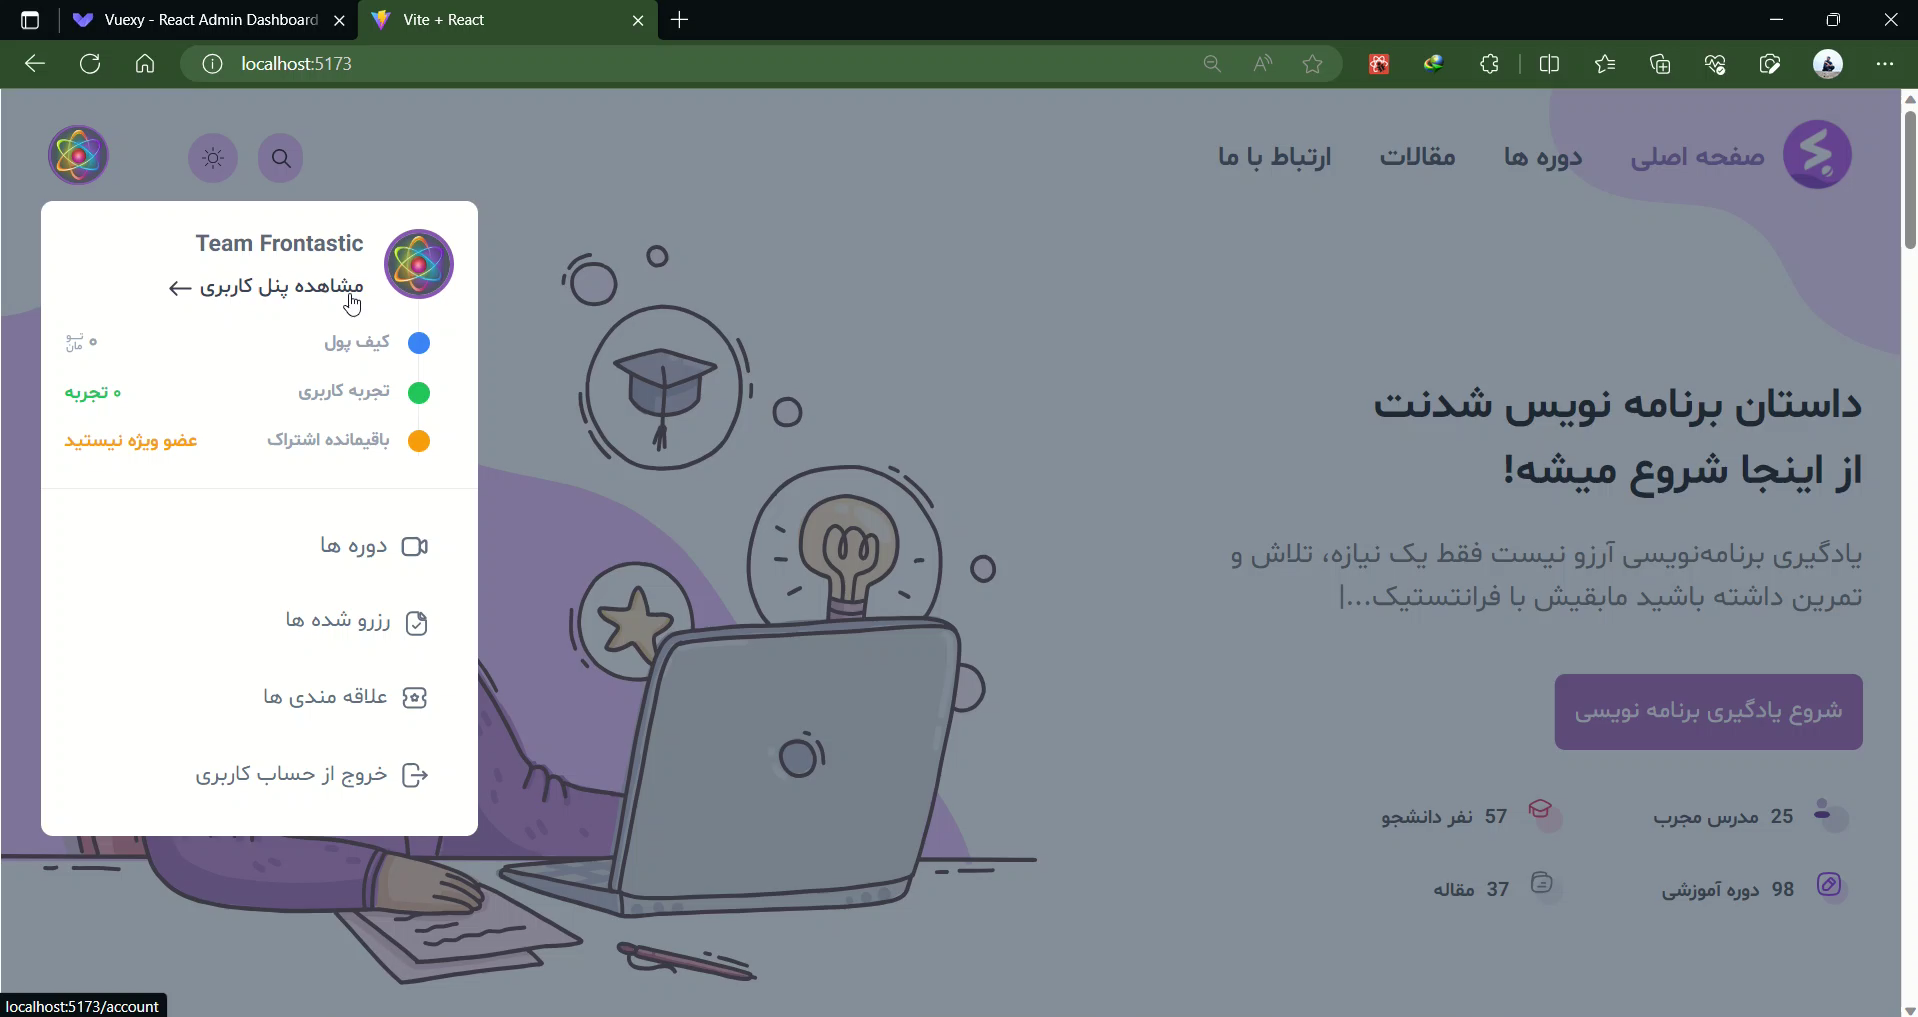 Vuexy - React Admin Dashboard
Vite + React
localhost:5173
صفحه اصلی
دوره ها
مقالات
ارتباط با ما
Team Frontastic
مشاهده پنل کاربری
کیف پول
۰ تومان
تجربه کاربری
۰ تجربه
باقیمانده اشتراک
عضو ویژه نیستید
دوره ها
رزرو شده ها
علاقه مندی ها
خروج از حساب کاربری
داستان برنامه نویس شدنت
از اینجا شروع میشه!
یادگیری برنامه‌نویسی آرزو نیست فقط یک نیازه، تلاش و
تمرین داشته باشید مابقیش با فرانتستیک...|
شروع یادگیری برنامه نویسی
25 مدرس مجرب
57 نفر دانشجو
98 دوره آموزشی
37 مقاله
localhost:5173/account